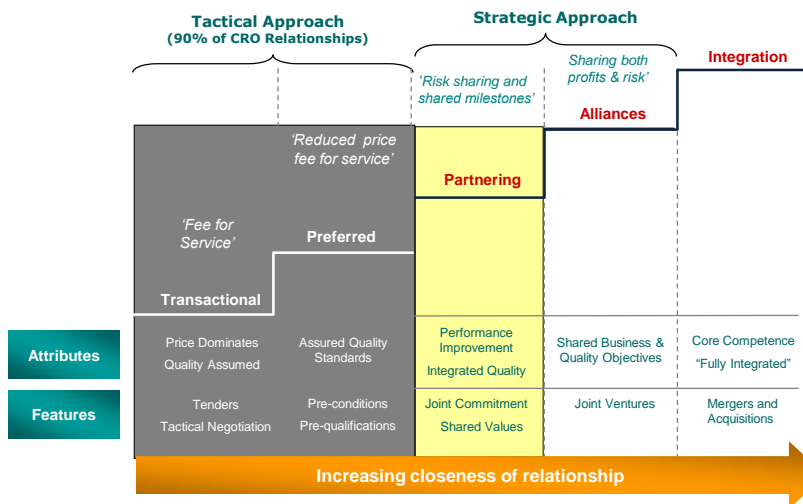 Tactical Approach
(90% of CRO Relationships)
Strategic Approach
'Risk sharing and
shared milestones'
Sharing both
profits & risk'
Integration
Alliances
'Reduced price
fee for service'
Partnering
'Fee for
Service'
Preferred
Transactional
Attributes
Price Dominates
Quality Assumed
Assured Quality
Standards
Performance
Improvement
Integrated Quality
Shared Business &
Quality Objectives
Core Competence
“Fully Integrated”
Features
Tenders
Tactical Negotiation
Pre-conditions
Pre-qualifications
Joint Commitment
Shared Values
Joint Ventures
Mergers and
Acquisitions
Increasing closeness of relationship